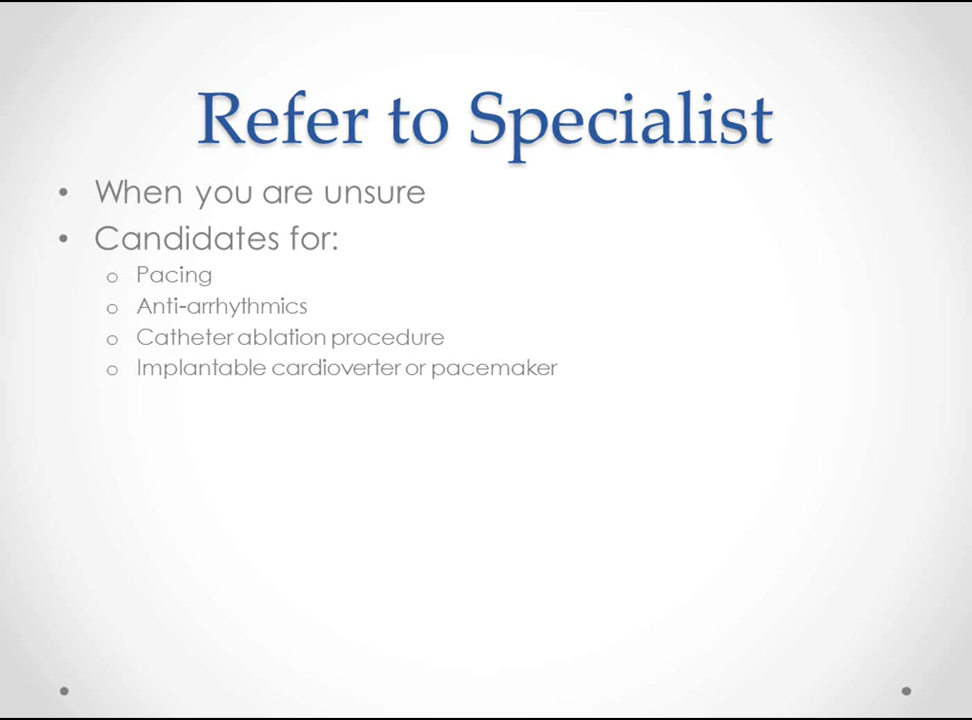 Refer to Specialist
• When you are unsure
• Candidates for:
o Pacing
o Anti-arrhythmics
o Catheter ablation procedure
o Implantable cardioverter or pacemaker